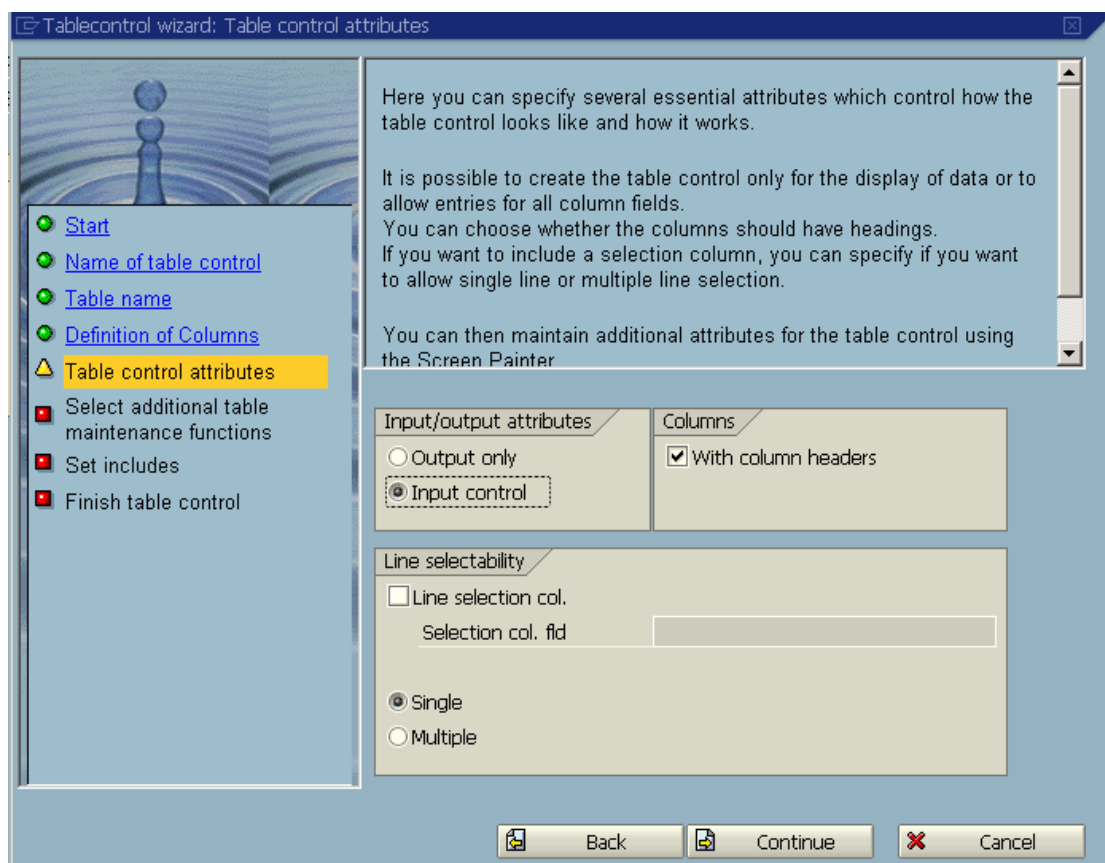 Tablecontrol wizard: Table control attributes
Here you can specify several essential attributes which control how the
table control looks like and how it works.
It is possible to create the table control only for the display of data or to
allow entries for all column fields.
You can choose whether the columns should have headings.
If you want to include a selection column, you can specify if you want
to allow single line or multiple line selection.
You can then maintain additional attributes for the table control using
the Screen Painter
Start
Name of table control
Table name
Definition of Columns
Table control attributes
Select additional table
maintenance functions
Set includes
Finish table control
Input/output attributes
Output only
Input control
Columns
With column headers
Line selectability
Line selection col.
Selection col. fld
Single
Multiple
Back
Continue
Cancel